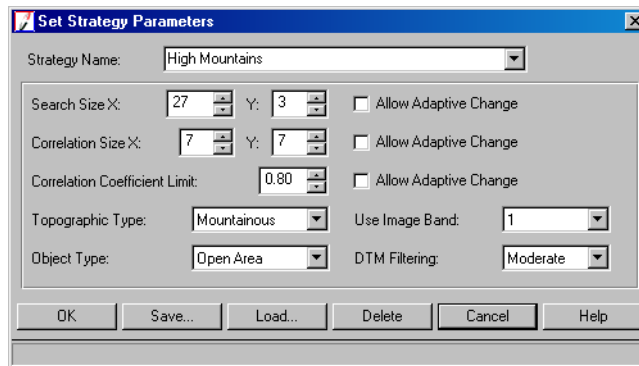 Set Strategy Parameters
Strategy Name: High Mountains
Search Size X: 27 Y: 3 Allow Adaptive Change
Correlation Size X: 7 Y: 7 Allow Adaptive Change
Correlation Coefficient Limit: 0.80 Allow Adaptive Change
Topographic Type: Mountainous Use Image Band: 1
Object Type: Open Area DTM Filtering: Moderate
OK Save... Load... Delete Cancel Help